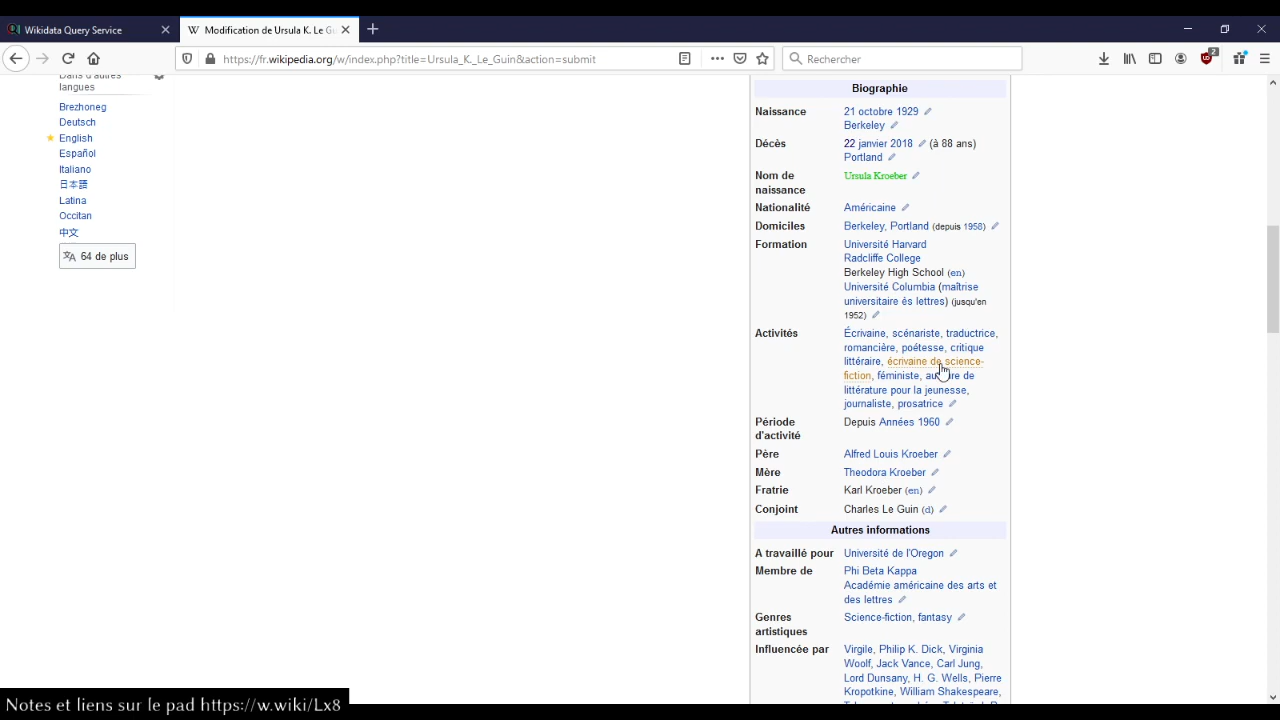 Wikidata Query Service
Modification de Ursula K. Le Gu
https://fr.wikipedia.org/w/index.php?title=Ursula_K._Le_Guin&action=submit
Rechercher
2
Dans d'autres
langues
Brezhoneg
Deutsch
English
Español
Italiano
日本語
Latina
Occitan
中文
64 de plus
Biographie
Naissance 21 octobre 1929
Berkeley
Décès 22 janvier 2018 (à 88 ans)
Portland
Nom de Ursula Kroeber
naissance
Nationalité Américaine
Domiciles Berkeley, Portland (depuis 1958)
Formation Université Harvard
Radcliffe College
Berkeley High School (en)
Université Columbia (maîtrise
universitaire ès lettres) (jusqu'en
1952)
Activités Écrivaine, scénariste, traductrice,
romancière, poétesse, critique
littéraire, écrivaine de science-
fiction, féministe, de
littérature pour la jeunesse,
journaliste, prosatrice
Période Depuis Années 1960
d'activité
Père Alfred Louis Kroeber
Mère Theodora Kroeber
Fratrie Karl Kroeber (en)
Conjoint Charles Le Guin (d)
Autres informations
A travaillé pour Université de l'Oregon
Membre de Phi Beta Kappa
Académie américaine des arts et
des lettres
Genres Science-fiction, fantasy
artistiques
Influencée par Virgile, Philip K. Dick, Virginia
Woolf, Jack Vance, Carl Jung,
Lord Dunsany, H. G. Wells, Pierre
Kropotkine, William Shakespeare,
Notes et liens sur le pad https://w.wiki/Lx8